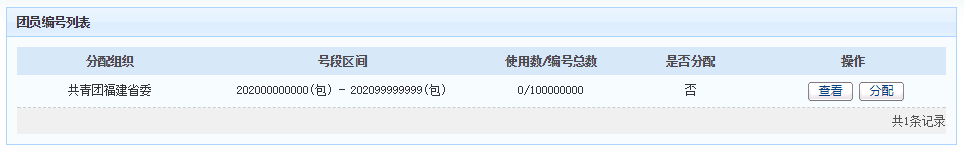 团员编号列表
分配组织 号段区间 使用数/编号总数 是否分配 操作
共青团福建省委 202000000000(包) - 202099999999(包) 0/100000000 否 查看 分配
共1条记录